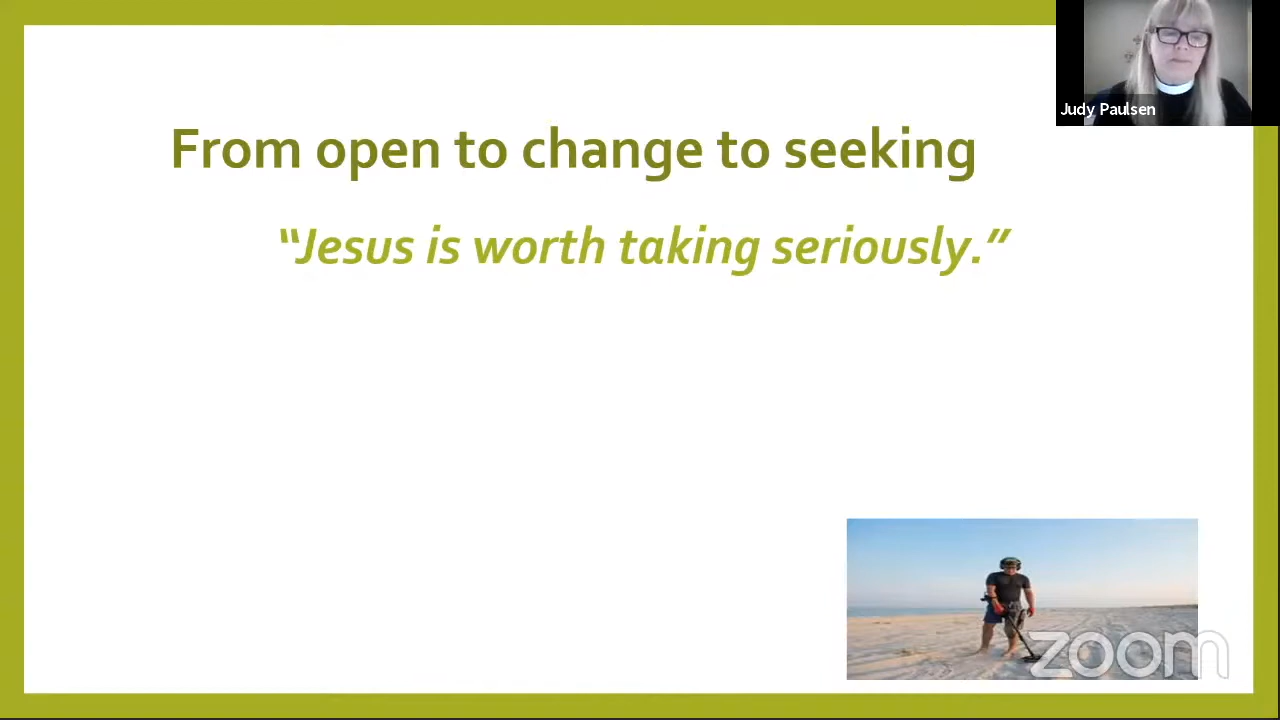 Judy Paulsen
From open to change to seeking
“Jesus is worth taking seriously.”
zoom